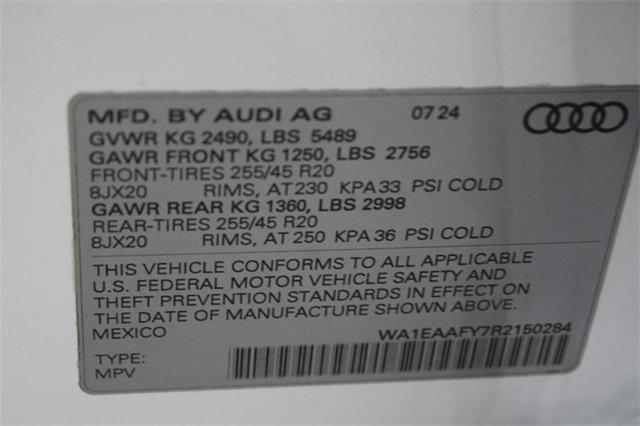 MFD. BY AUDI AG 07 24
GVWR KG 2490, LBS 5489
GAWR FRONT KG 1250, LBS 2756
FRONT-TIRES 255/45 R20
8JX20 RIMS, AT 230 KPA 33 PSI COLD
GAWR REAR KG 1360, LBS 2998
REAR-TIRES 255/45 R20
8JX20 RIMS, AT 250 KPA 36 PSI COLD
THIS VEHICLE CONFORMS TO ALL APPLICABLE
U.S. FEDERAL MOTOR VEHICLE SAFETY AND
THEFT PREVENTION STANDARDS IN EFFECT ON
THE DATE OF MANUFACTURE SHOWN ABOVE.
MEXICO WA1EAAFY7R2150284
TYPE:
MPV